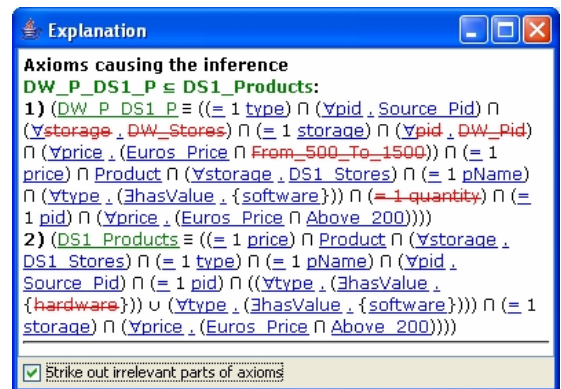 Explanation
Axioms causing the inference
DW_P_DS1_P ⊆ DS1_Products:
1) (DW_P_DS1_P ≡ ((= 1 type) ∩ (∀pid . Source_Pid) ∩
(∀storage . DW_Stores) ∩ (= 1 storage) ∩ (∀pid . DW_Pid)
∩ (∀price . (Euros_Price ∩ From_500_To_1500)) ∩ (= 1
price) ∩ Product ∩ (∀storage . DS1_Stores) ∩ (= 1 pName)
∩ (∀type . (∃hasValue . {software})) ∩ (= 1 quantity) ∩ (=
1 pid) ∩ (∀price . (Euros_Price ∩ Above_200))))
2) (DS1_Products ≡ ((= 1 price) ∩ Product ∩ (∀storage .
DS1_Stores) ∩ (= 1 type) ∩ (= 1 pName) ∩ (∀pid .
Source_Pid) ∩ (= 1 pid) ∩ ((∀type . (∃hasValue .
{hardware})) ∪ (∀type . (∃hasValue . {software}))) ∩ (= 1
storage) ∩ (∀price . (Euros_Price ∩ Above_200))))
Strike out irrelevant parts of axioms